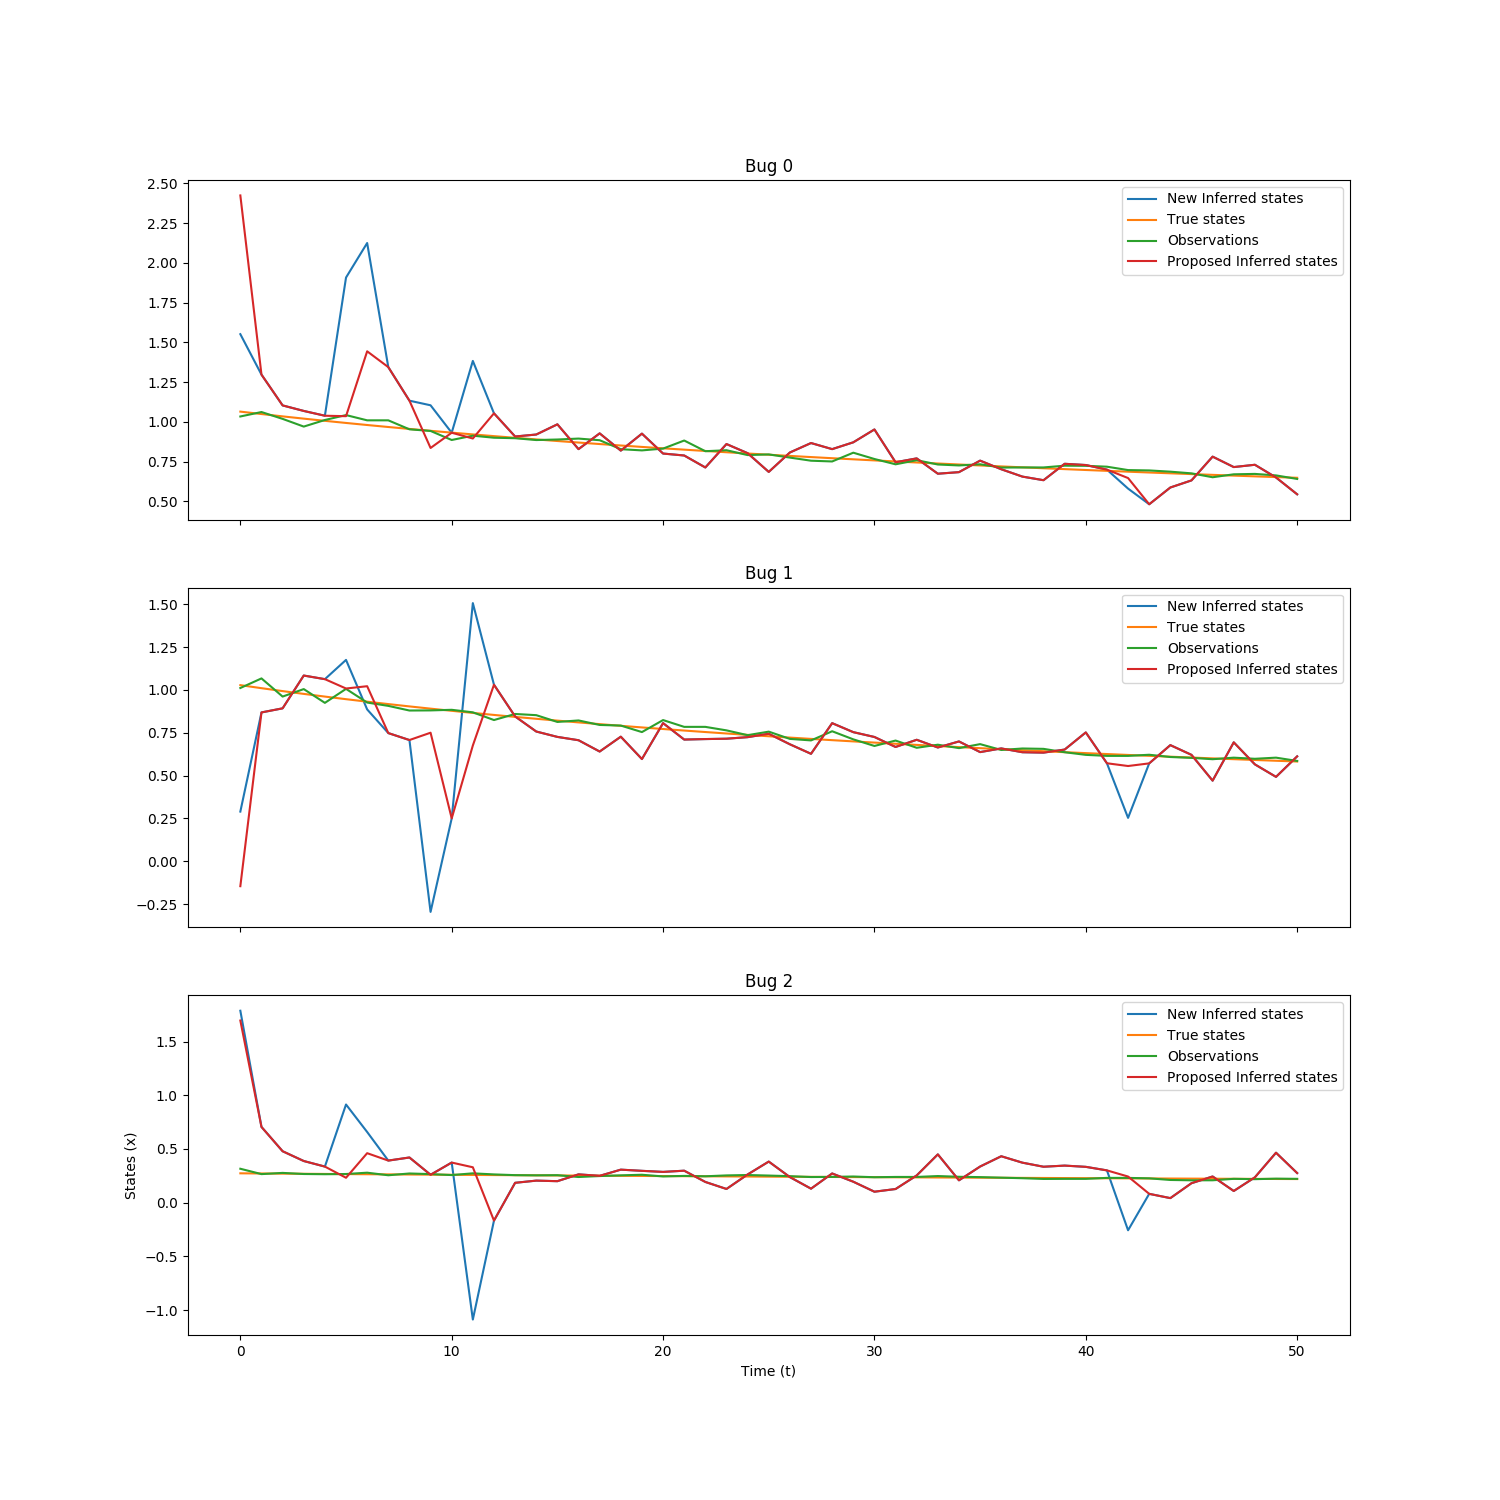 Bug 0
2.50
2.25
2.00
1.75
1.50
1.25
1.00
0.75
0.50
New Inferred states
True states
Observations
Proposed Inferred states
Bug 1
1.50
1.25
1.00
0.75
0.50
0.25
0.00
−0.25
New Inferred states
True states
Observations
Proposed Inferred states
Bug 2
1.5
1.0
0.5
0.0
−0.5
−1.0
States (x)
New Inferred states
True states
Observations
Proposed Inferred states
0 10 20 30 40 50
Time (t)